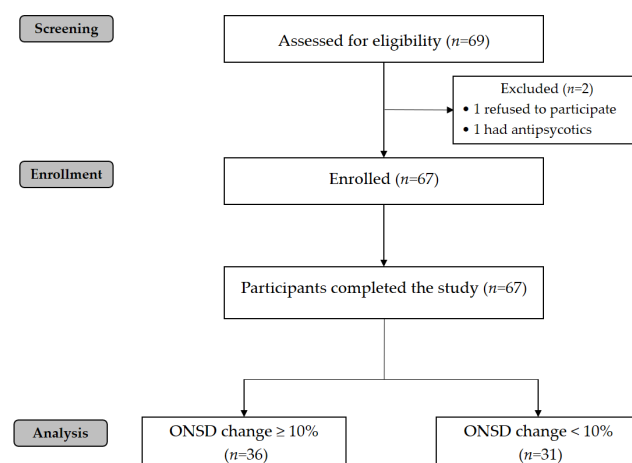 Screening
Assessed for eligibility (n=69)
Excluded (n=2)
• 1 refused to participate
• 1 had antipsycotics
Enrollment
Enrolled (n=67)
Participants completed the study (n=67)
Analysis
ONSD change ≥ 10%
(n=36)
ONSD change < 10%
(n=31)